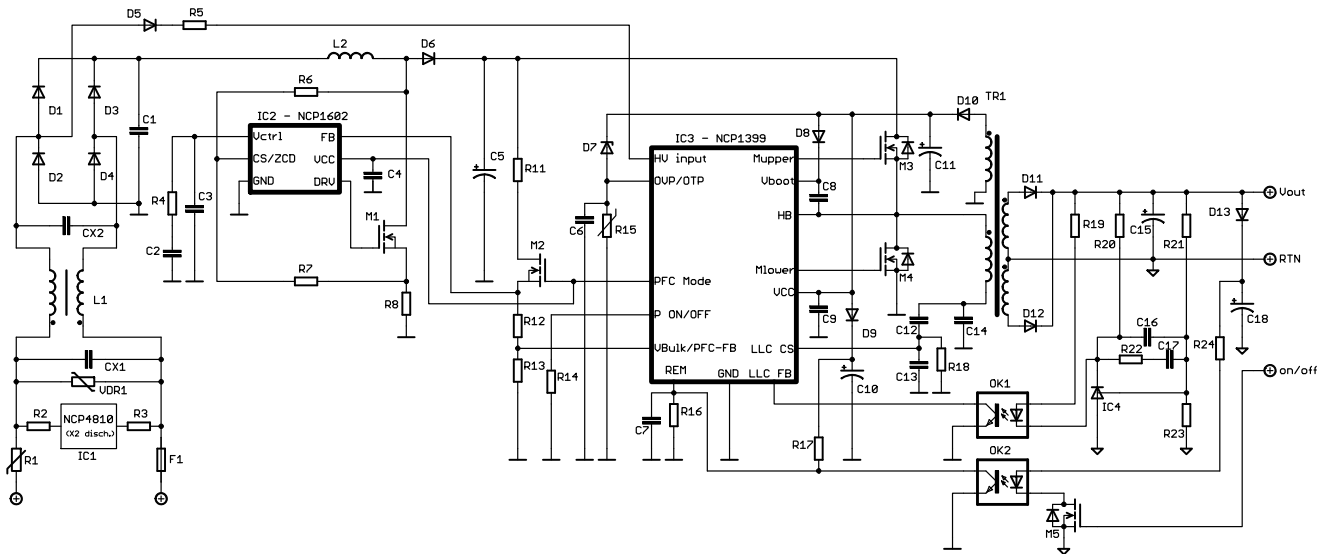 D5
R5
L2
D6
R6
D1
D3
C1
D2
D4
IC2 - NCP1602
Vctrl
FB
CS/ZCD
VCC
GND
DRV
C4
R4
C3
C2
CX2
M1
R7
R8
L1
CX1
VDR1
R2
NCP4810
(X2 disch.)
R3
IC1
R1
F1
C5
R11
M2
R12
R13
R14
D7
C6
R15
IC3 - NCP1399
HV input
Mupper
OVP/OTP
Vboot
HB
Mlower
PFC Mode
VCC
P ON/OFF
VBulk/PFC-FB
LLC CS
REM
GND
LLC FB
C7
R16
D8
C8
M3
C11
D10
TR1
M4
C9
D9
C10
C12
C14
C13
R18
R17
D11
D12
R19
R20
C15
R21
D13
Vout
RTN
C16
C17
R22
R24
C18
IC4
R23
on/off
OK1
OK2
M5